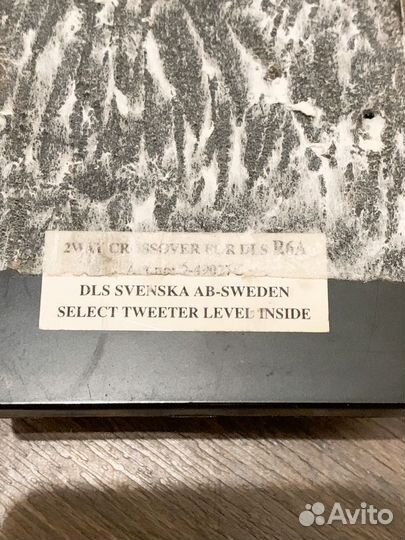 2WAY CROSSOVER FOR DLS R6A
DLS SVENSKA AB-SWEDEN
SELECT TWEETER LEVEL INSIDE
Avito